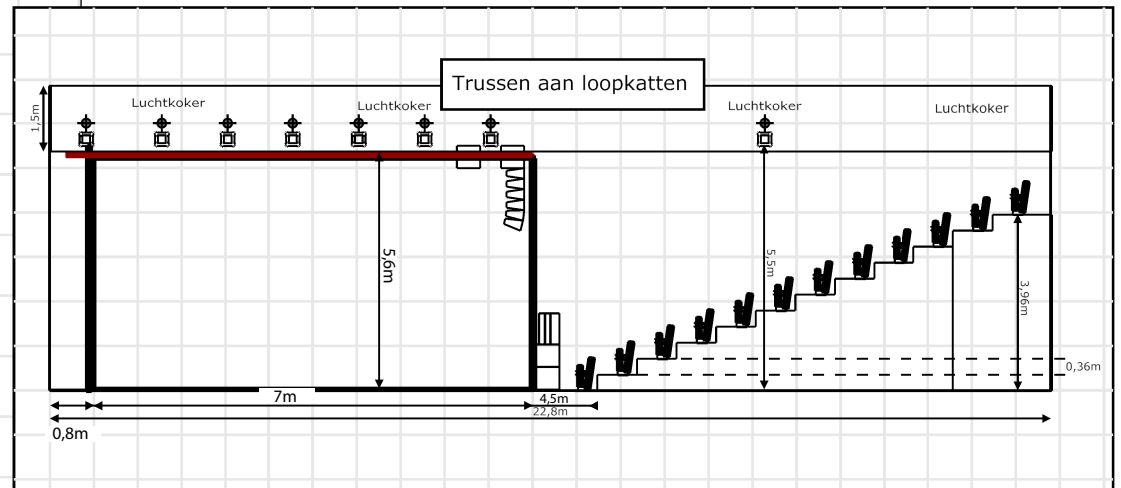 Trussen aan loopkatten
Luchtkoker
Luchtkoker
Luchtkoker
Luchtkoker
1,5m
5,6m
5,5m
3,96m
0,36m
7m
4,5m
22,8m
0,8m